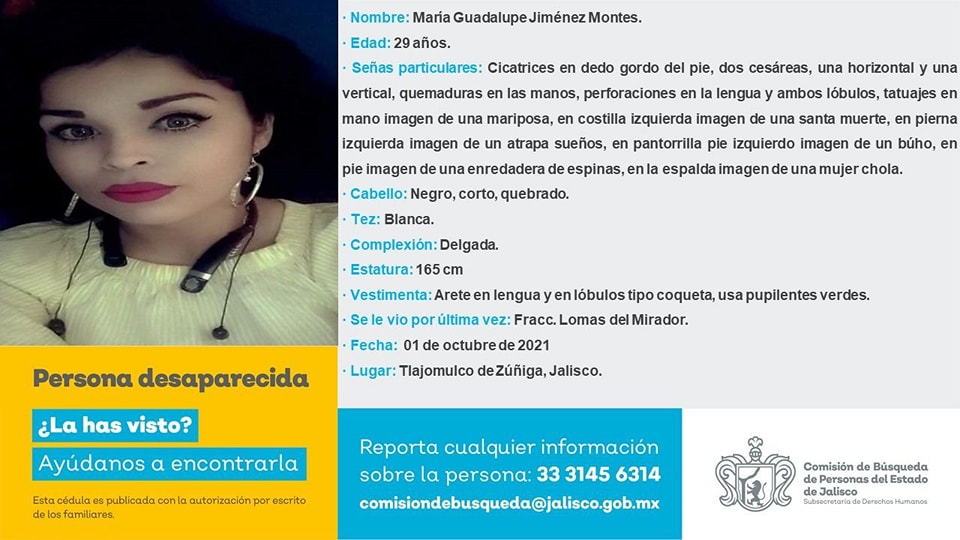 · Nombre: María Guadalupe Jiménez Montes.
· Edad: 29 años.
· Señas particulares: Cicatrices en dedo gordo del pie, dos cesáreas, una horizontal y una
vertical, quemaduras en las manos, perforaciones en la lengua y ambos lóbulos, tatuajes en
mano imagen de una mariposa, en costilla izquierda imagen de una santa muerte, en pierna
izquierda imagen de un atrapa sueños, en pantorrilla pie izquierdo imagen de un búho, en
pie imagen de una enredadera de espinas, en la espalda imagen de una mujer chola.
· Cabello: Negro, corto, quebrado.
· Tez: Blanca.
· Complexión: Delgada.
· Estatura: 165 cm
· Vestimenta: Arete en lengua y en lóbulos tipo coqueta, usa pupilentes verdes.
· Se le vio por última vez: Fracc. Lomas del Mirador.
· Fecha: 01 de octubre de 2021
· Lugar: Tlajomulco de Zúñiga, Jalisco.
Persona desaparecida
¿La has visto?
Ayúdanos a encontrarla
Esta cédula es publicada con la autorización por escrito
de los familiares.
Reporta cualquier información
sobre la persona: 33 3145 6314
comisiondebusqueda@jalisco.gob.mx
Comisión de Búsqueda
de Personas del Estado
de Jalisco
Subsecretaría de Derechos Humanos